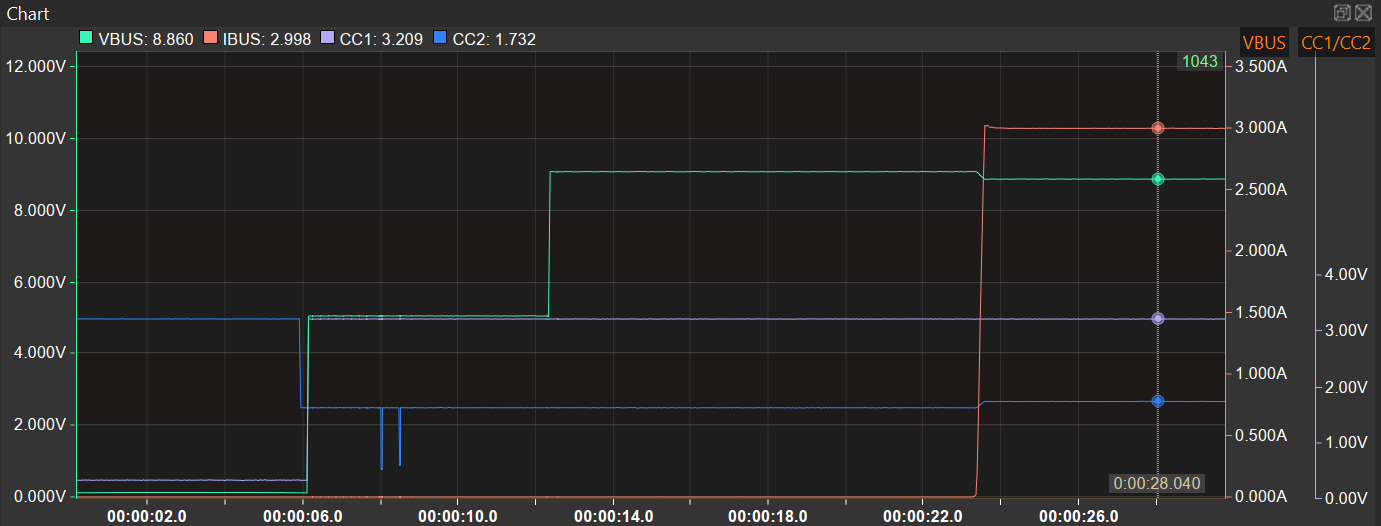 Chart
VBUS: 8.860 IBUS: 2.998 CC1: 3.209 CC2: 1.732
VBUS CC1/CC2
1043
12.000V
10.000V
8.000V
6.000V
4.000V
2.000V
0.000V
3.500A
3.000A
2.500A
2.000A
1.500A
1.000A
0.500A
0.000A
4.00V
3.00V
2.00V
1.00V
0.00V
0:00:28.040
00:00:02.0 00:00:06.0 00:00:10.0 00:00:14.0 00:00:18.0 00:00:22.0 00:00:26.0